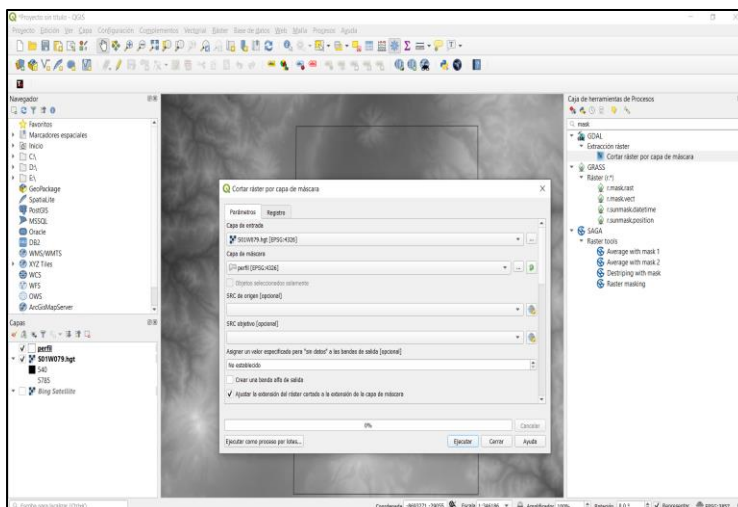 *Proyecto sin título - QGIS
Proyecto Edición Ver Capa Configuración Complementos Vectorial Ráster Base de datos Web Malla Procesos Ayuda
Navegador
Favoritos
Marcadores espaciales
Inicio
C:\
D:\
E:\
GeoPackage
SpatiaLite
PostGIS
MSSQL
Oracle
DB2
WMS/WMTS
XYZ Tiles
WCS
WFS
OWS
ArcGisMapServer
Capas
perfil
S01W079.hgt
540
5785
Bing Satellite
Cortar ráster por capa de máscara
Parámetros Registro
Capa de entrada
S01W079.hgt [EPSG:4326]
Capa de máscara
perfil [EPSG:4326]
Objetos seleccionados solamente
SRC de origen [opcional]
SRC objetivo [opcional]
Asignar un valor especificado para "sin datos" a las bandas de salida [opcional]
No establecido
Crear una banda alfa de salida
Ajustar la extensión del ráster cortado a la extensión de la capa de máscara
0%
Cancelar
Ejecutar como proceso por lotes...
Ejecutar Cerrar Ayuda
Caja de herramientas de Procesos
mask
GDAL
Extracción ráster
Cortar ráster por capa de máscara
GRASS
Ráster (r.*)
r.mask.rast
r.mask.vect
r.sunmask.datetime
r.sunmask.position
SAGA
Raster tools
Average with mask 1
Average with mask 2
Destriping with mask
Raster masking
Coordenada Escala Amplificador 100% Rotación Representar